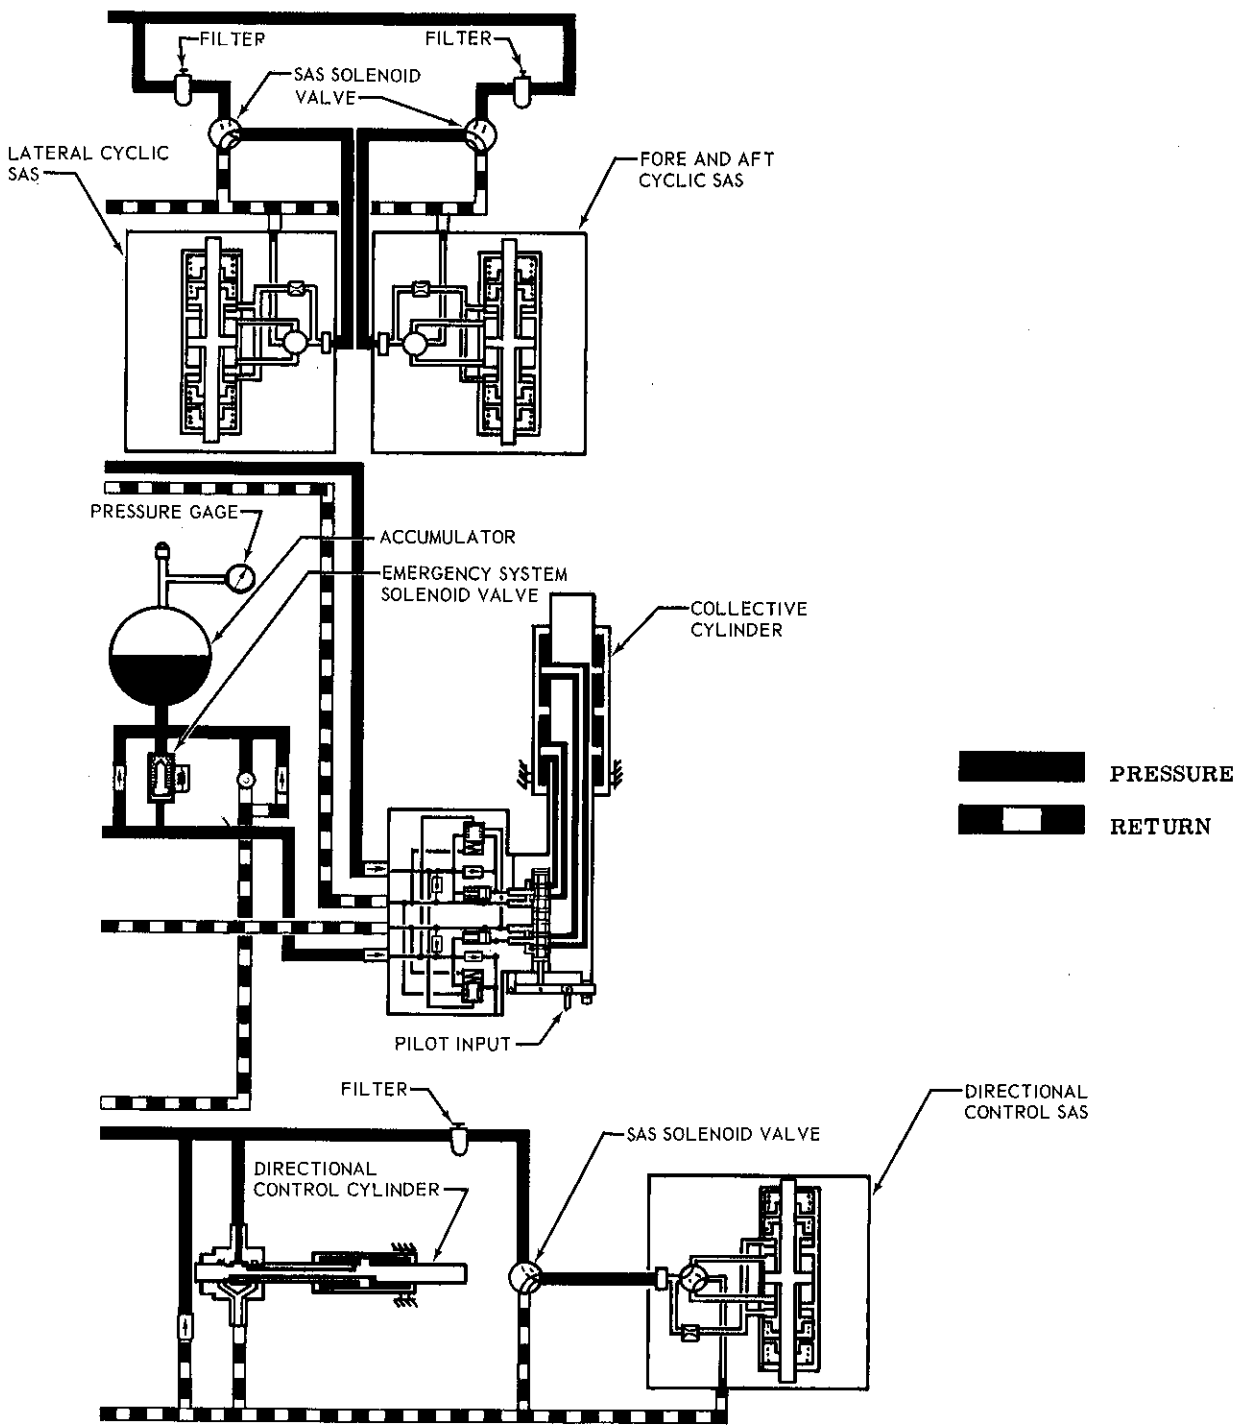 FILTER
FILTER
SAS SOLENOID
VALVE
LATERAL CYCLIC
SAS
FORE AND AFT
CYCLIC SAS
PRESSURE GAGE
ACCUMULATOR
EMERGENCY SYSTEM
SOLENOID VALVE
COLLECTIVE
CYLINDER
PRESSURE
RETURN
PILOT INPUT
FILTER
DIRECTIONAL
CONTROL SAS
SAS SOLENOID VALVE
DIRECTIONAL
CONTROL CYLINDER